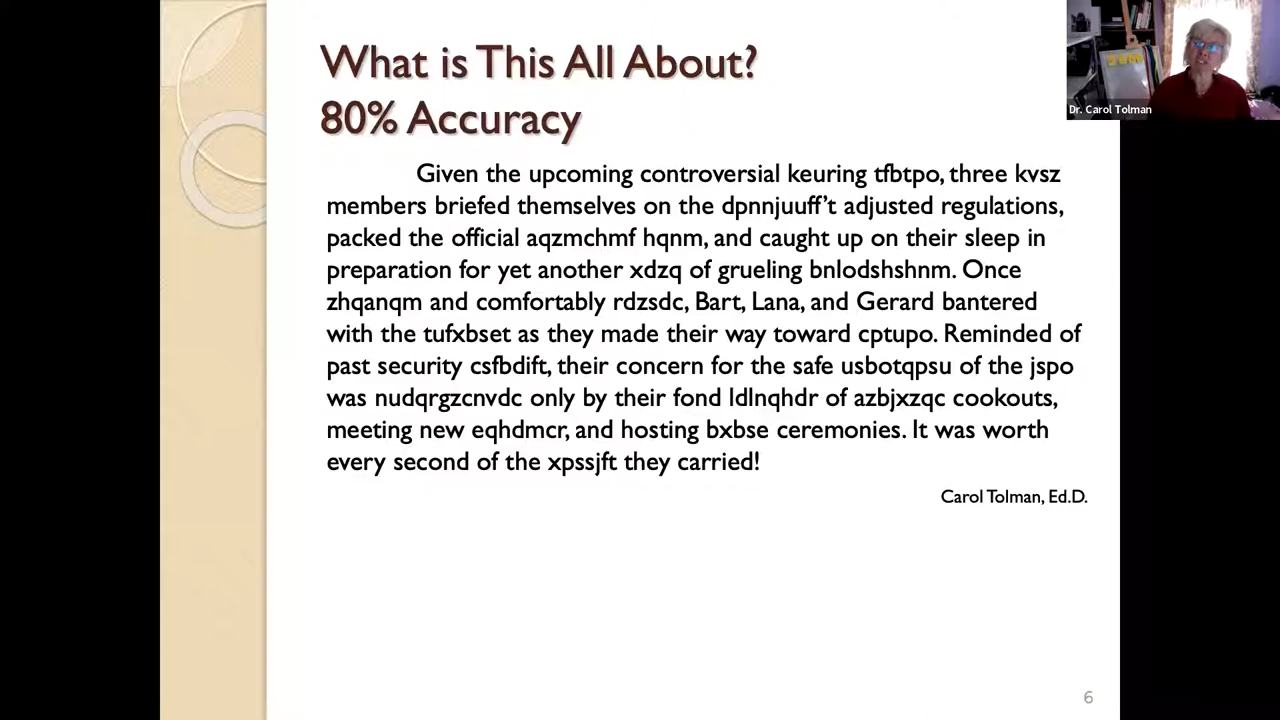 What is This All About?
80% Accuracy
Given the upcoming controversial keuring tfbtpo, three kvsz
members briefed themselves on the dpnnjuuff't adjusted regulations,
packed the official aqzmchmf hqnm, and caught up on their sleep in
preparation for yet another xdzq of grueling bnlodshshnm. Once
zhqanqm and comfortably rdzsdc, Bart, Lana, and Gerard bantered
with the tufxbset as they made their way toward cptupo. Reminded of
past security csfbdift, their concern for the safe usbotqpsu of the jspo
was nudqrgzcnvdc only by their fond ldlnqhdr of azbjxzqc cookouts,
meeting new eqhdmcr, and hosting bxbse ceremonies. It was worth
every second of the xpssjft they carried!
Carol Tolman, Ed.D.
6
Dr. Carol Tolman